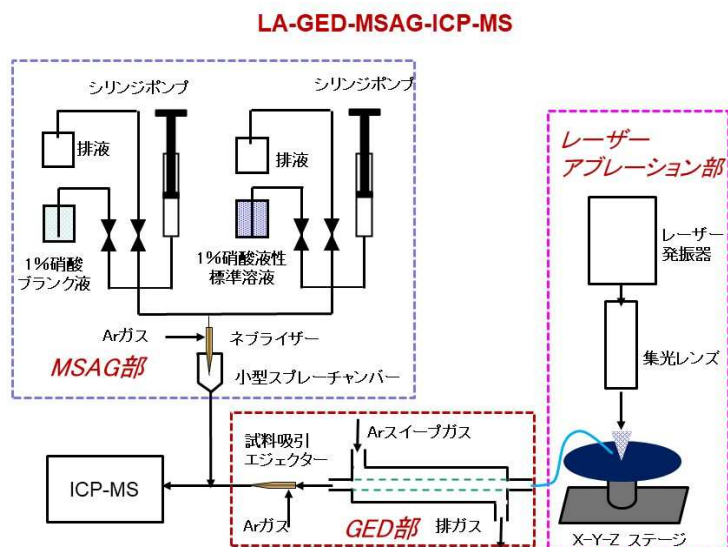 LA-GED-MSAG-ICP-MS
シリンジポンプ
シリンジポンプ
排液
排液
1%硝酸
ブランク液
1%硝酸液性
標準溶液
Arガス
ネブライザー
MSAG部
小型スプレーチャンバー
レーザー
アブレーション部
レーザー
発振器
集光レンズ
X-Y-Z ステージ
試料吸引
エジェクター
Arスイープガス
ICP-MS
Arガス
GED部
排ガス